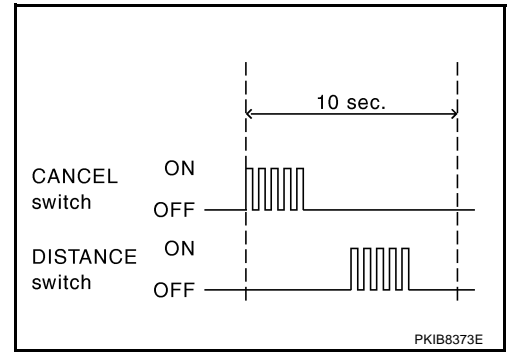 10 sec.
CANCEL
switch
ON
OFF
DISTANCE
switch
ON
OFF
PKIB8373E